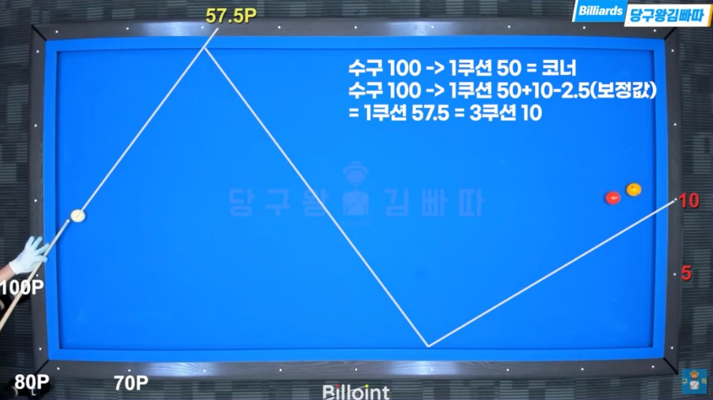 57.5P
Billiards 당구왕김빠따
수구 100 -> 1쿠션 50 = 코너
수구 100 -> 1쿠션 50+10-2.5(보정값)
= 1쿠션 57.5 = 3쿠션 10
당구왕 김빠따
10
5
100P
80P
70P
Billoint